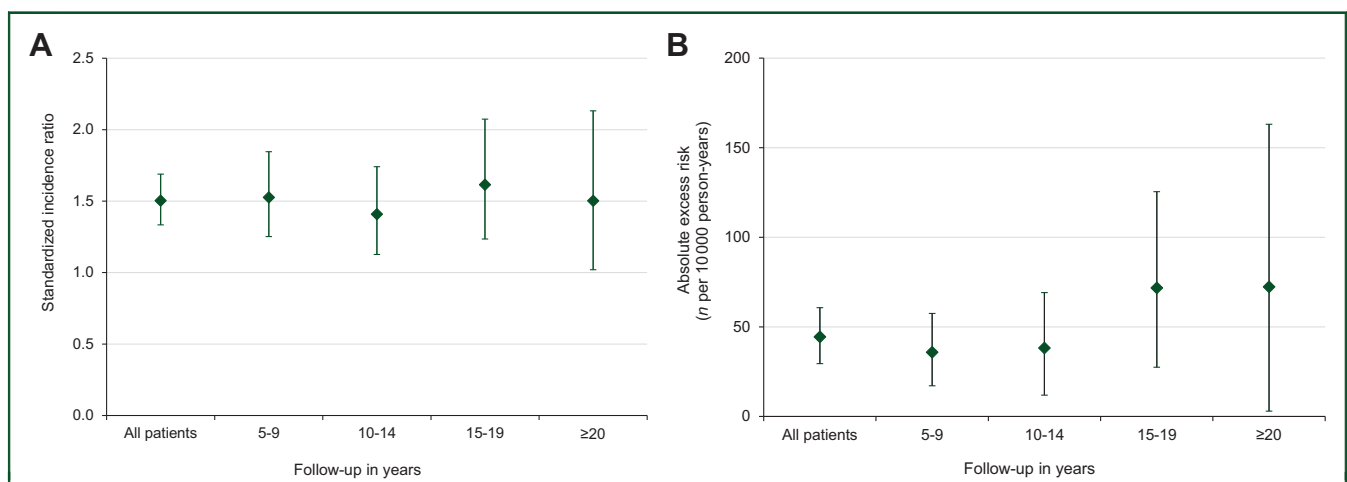 A
Standardized incidence ratio
2.5
2.0
1.5
1.0
0.5
0.0
All patients 5-9 10-14 15-19 ≥20
Follow-up in years
B
Absolute excess risk
(n per 10 000 person-years)
200
150
100
50
0
All patients 5-9 10-14 15-19 ≥20
Follow-up in years